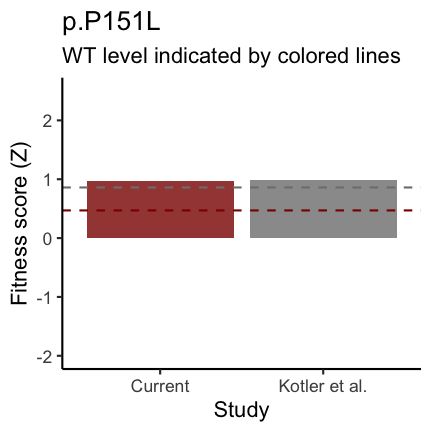 p.P151L
WT level indicated by colored lines
Fitness score (Z)
2
1
0
-1
-2
Current
Kotler et al.
Study